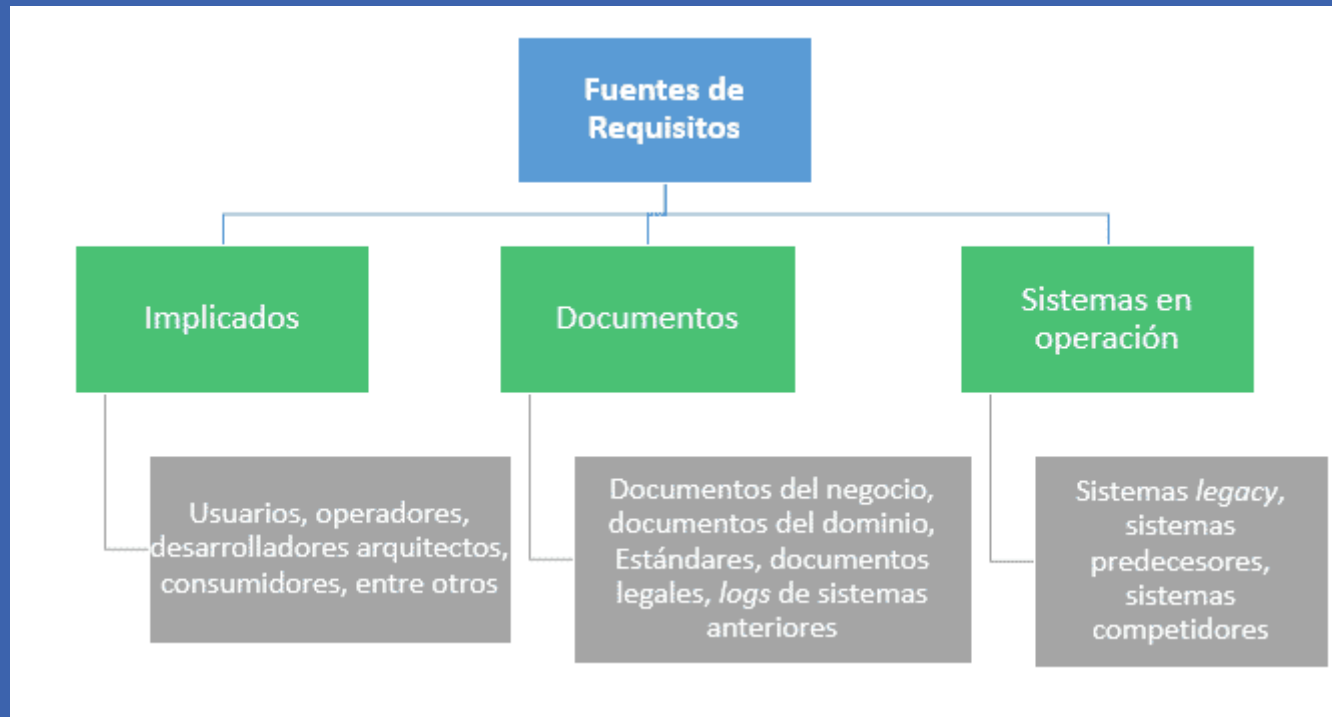 Fuentes de
Requisitos
Implicados
Documentos
Sistemas en
operación
Usuarios, operadores,
desarrolladores arquitectos,
consumidores, entre otros
Documentos del negocio,
documentos del dominio,
Estándares, documentos
legales, logs de sistemas
anteriores
Sistemas legacy,
sistemas
predecesores,
sistemas
competidores